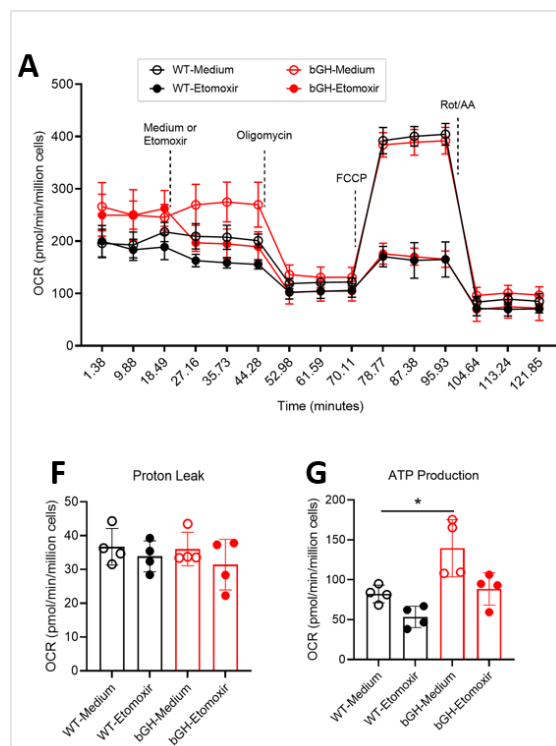 A
WT-Medium
bGH-Medium
WT-Etomoxir
bGH-Etomoxir
Medium or
Etomoxir
Oligomycin
FCCP
Rot/AA
OCR (pmol/min/million cells)
500
400
300
200
100
0
1.38
9.88
18.49
27.16
35.73
44.28
52.98
61.59
70.11
78.77
87.38
95.93
104.64
113.24
121.85
Time (minutes)
F
Proton Leak
OCR (pmol/min/million cells)
50
40
30
20
10
0
WT-Medium
WT-Etomoxir
bGH-Medium
bGH-Etomoxir
G
ATP Production
*
OCR (pmol/min/million cells)
200
150
100
50
0
WT-Medium
WT-Etomoxir
bGH-Medium
bGH-Etomoxir